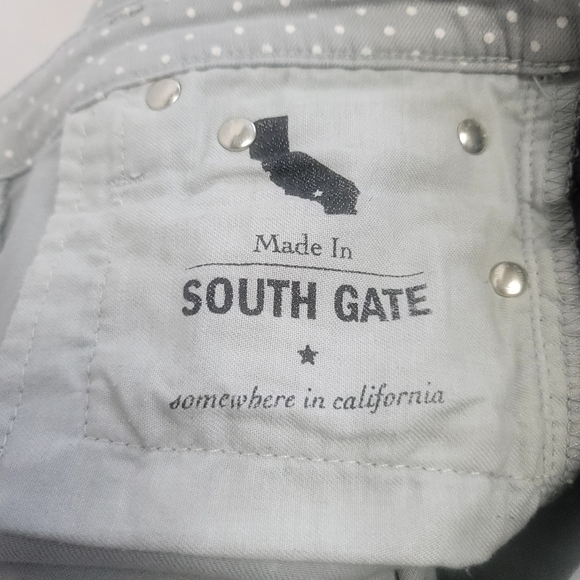 Made In
SOUTH GATE
somewhere in california